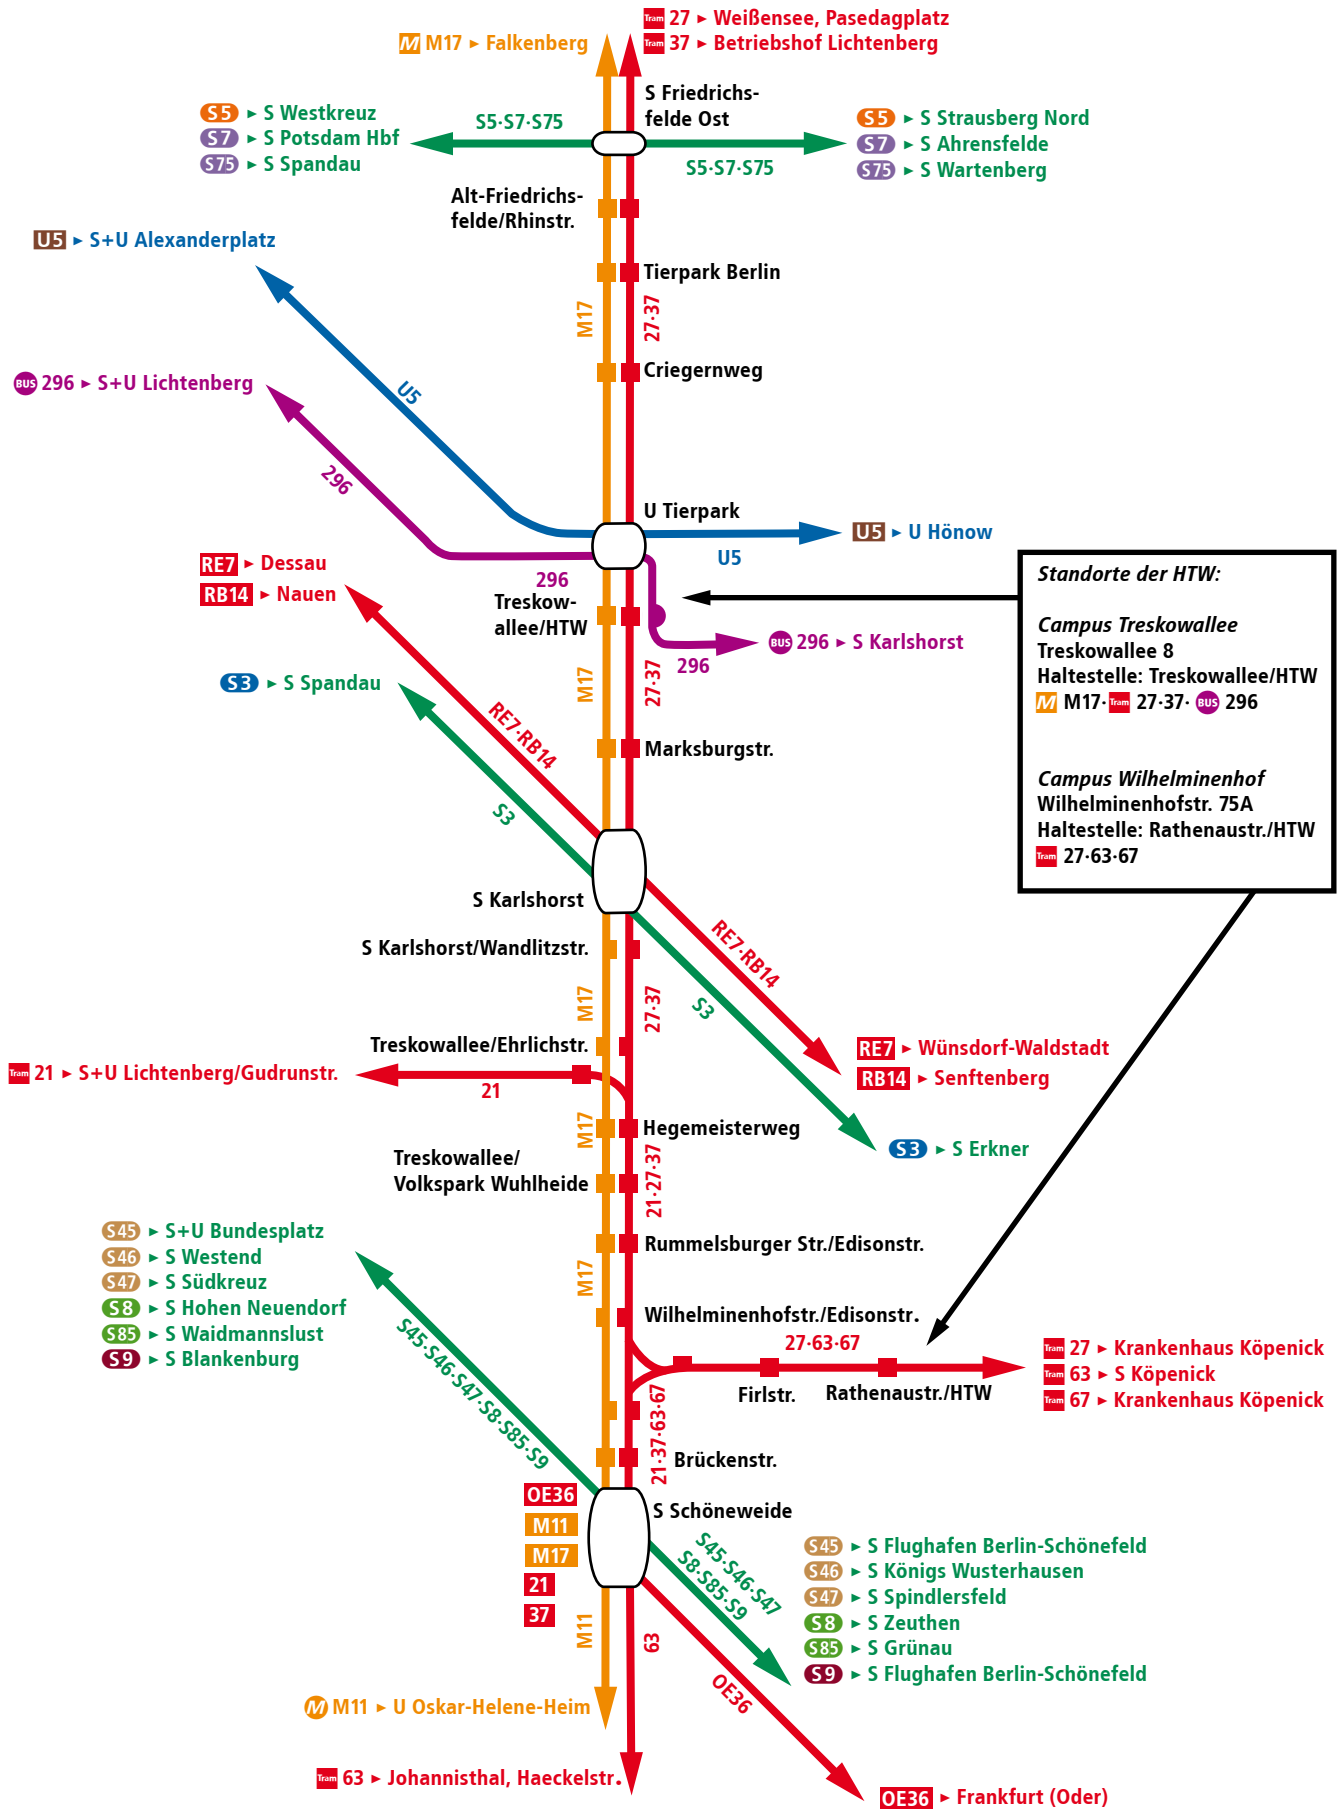 Tram 27 ► Weißensee, Pasedagplatz
M M17 ► Falkenberg
Tram 37 ► Betriebshof Lichtenberg
S Friedrichs-
felde Ost
S5 ► S Westkreuz
S7 ► S Potsdam Hbf
S75 ► S Spandau
S5·S7·S75
S5·S7·S75
S5 ► S Strausberg Nord
S7 ► S Ahrensfelde
S75 ► S Wartenberg
Alt-Friedrichs-
felde/Rhinstr.
U5 ► S+U Alexanderplatz
Tierpark Berlin
M17
27·37
Criegernweg
BUS 296 ► S+U Lichtenberg
U5
296
U Tierpark
U5 ► U Hönow
U5
296
RE7 ► Dessau
RB14 ► Nauen
Treskow-
allee/HTW
BUS 296 ► S Karlshorst
296
Standorte der HTW:
Campus Treskowallee
Treskowallee 8
Haltestelle: Treskowallee/HTW
M M17· Tram 27·37· BUS 296
Campus Wilhelminenhof
Wilhelminenhofstr. 75A
Haltestelle: Rathenaustr./HTW
Tram 27·63·67
S3 ► S Spandau
M17
27·37
RE7·RB14
Marksburgstr.
S3
S Karlshorst
S Karlshorst/Wandlitzstr.
RE7·RB14
S3
M17
27·37
Treskowallee/Ehrlichstr.
RE7 ► Wünsdorf-Waldstadt
RB14 ► Senftenberg
Tram 21 ► S+U Lichtenberg/Gudrunstr.
21
M17
Hegemeisterweg
S3 ► S Erkner
Treskowallee/
Volkspark Wuhlheide
21·27·37
S45 ► S+U Bundesplatz
S46 ► S Westend
S47 ► S Südkreuz
S8 ► S Hohen Neuendorf
S85 ► S Waidmannslust
S9 ► S Blankenburg
Rummelsburger Str./Edisonstr.
M17
Wilhelminenhofstr./Edisonstr.
27·63·67
Firlstr.
Rathenaustr./HTW
Tram 27 ► Krankenhaus Köpenick
Tram 63 ► S Köpenick
Tram 67 ► Krankenhaus Köpenick
S45·S46·S47·S8·S85·S9
21·37·63·67
Brückenstr.
OE36
M11
M17
21
37
S Schöneweide
S45·S46·S47
S8·S85·S9
S45 ► S Flughafen Berlin-Schönefeld
S46 ► S Königs Wusterhausen
S47 ► S Spindlersfeld
S8 ► S Zeuthen
S85 ► S Grünau
S9 ► S Flughafen Berlin-Schönefeld
M11
63
OE36
M M11 ► U Oskar-Helene-Heim
Tram 63 ► Johannisthal, Haeckelstr.
OE36 ► Frankfurt (Oder)